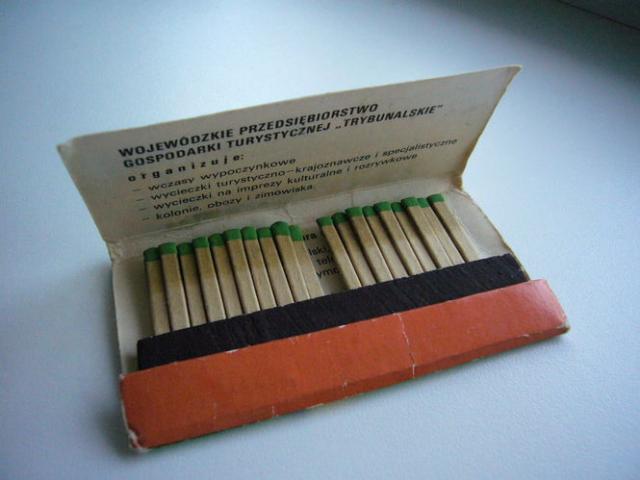 WOJEWÓDZKIE PRZEDSIĘBIORSTWO
GOSPODARKI TURYSTYCZNEJ „TRYBUNALSKIE"
organizuje:
— wczasy wypoczynkowe
— wycieczki turystyczno—krajoznawcze i specjalistyczne
— wycieczki na imprezy kulturalne i rozrywkowe
— kolonie, obozy i zimowiska.